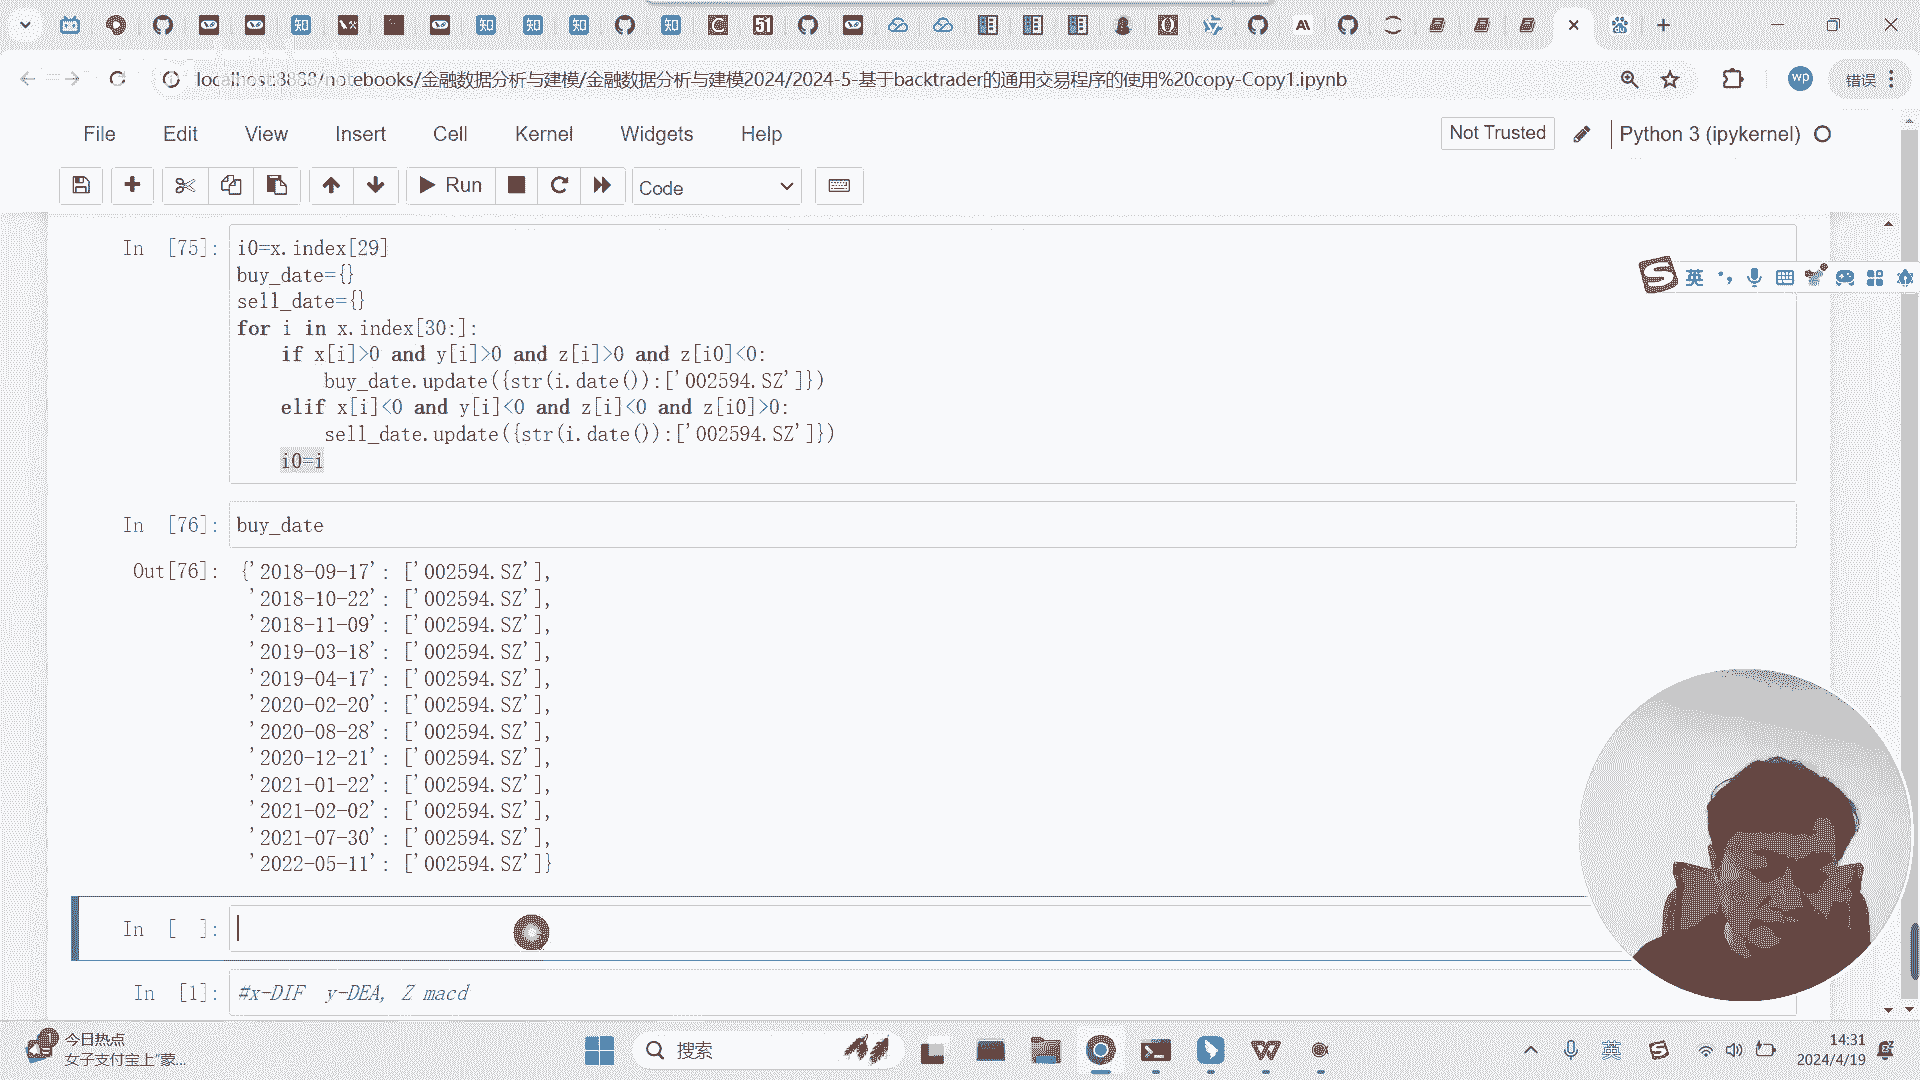 localhost:8888/notebooks/金融数据分析与建模/金融数据分析与建模2024/2024-5-基于backtrader的通用交易程序的使用%20copy-Copy1.ipynb
wp
错误
File Edit View Insert Cell Kernel Widgets Help
Not Trusted
Python 3 (ipykernel)
Run
Code
In [75]:
i0=x.index[29]
buy_date={}
sell_date={}
for i in x.index[30:]:
    if x[i]>0 and y[i]>0 and z[i]>0 and z[i0]<0:
        buy_date.update({str(i.date()):['002594.SZ']})
    elif x[i]<0 and y[i]<0 and z[i]<0 and z[i0]>0:
        sell_date.update({str(i.date()):['002594.SZ']})
    i0=i
英
In [76]: buy_date
Out[76]: {'2018-09-17': ['002594.SZ'],
'2018-10-22': ['002594.SZ'],
'2018-11-09': ['002594.SZ'],
'2019-03-18': ['002594.SZ'],
'2019-04-17': ['002594.SZ'],
'2020-02-20': ['002594.SZ'],
'2020-08-28': ['002594.SZ'],
'2020-12-21': ['002594.SZ'],
'2021-01-22': ['002594.SZ'],
'2021-02-02': ['002594.SZ'],
'2021-07-30': ['002594.SZ'],
'2022-05-11': ['002594.SZ']}
In [ ]:
In [1]: #x-DIF  y-DEA, Z macd
今日热点
女子支付宝上"蒙...
搜索
英
14:31
2024/4/19